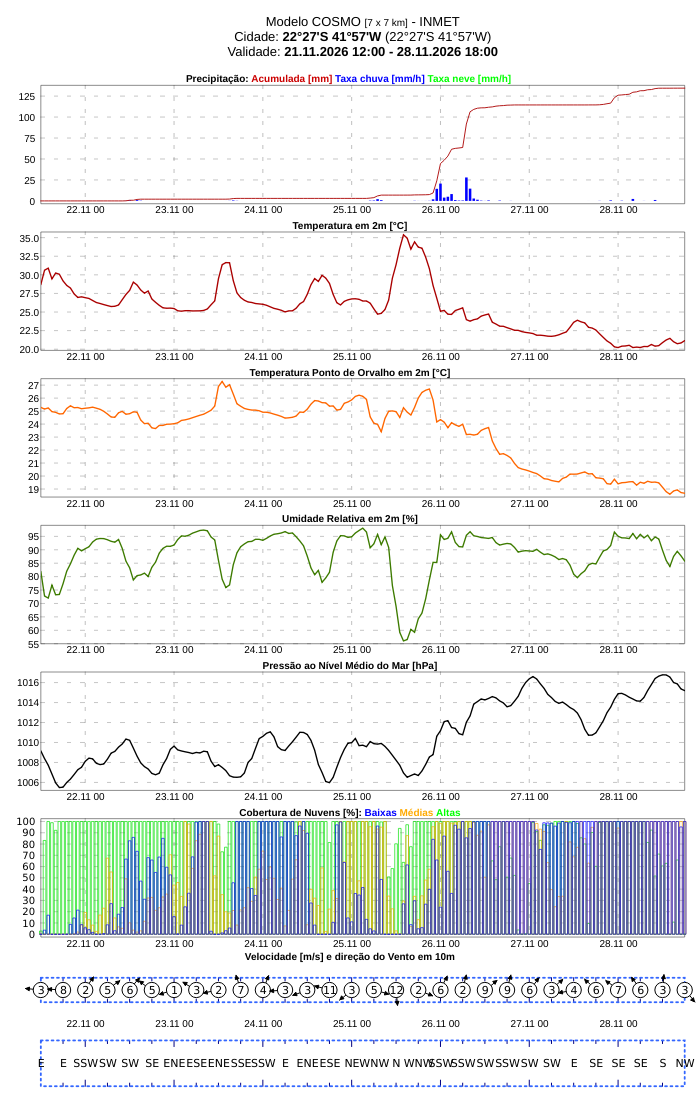 Modelo COSMO [7 x 7 km] - INMET
Cidade: 22°27'S 41°57'W (22°27'S 41°57'W)
Validade: 21.11.2026 12:00 - 28.11.2026 18:00
Precipitação: Acumulada [mm] Taxa chuva [mm/h] Taxa neve [mm/h]
125
100
75
50
25
0
22.11 00 23.11 00 24.11 00 25.11 00 26.11 00 27.11 00 28.11 00
Temperatura em 2m [°C]
35.0
32.5
30.0
27.5
25.0
22.5
20.0
22.11 00 23.11 00 24.11 00 25.11 00 26.11 00 27.11 00 28.11 00
Temperatura Ponto de Orvalho em 2m [°C]
27
26
25
24
23
22
21
20
19
22.11 00 23.11 00 24.11 00 25.11 00 26.11 00 27.11 00 28.11 00
Umidade Relativa em 2m [%]
95
90
85
80
75
70
65
60
55
22.11 00 23.11 00 24.11 00 25.11 00 26.11 00 27.11 00 28.11 00
Pressão ao Nível Médio do Mar [hPa]
1016
1014
1012
1010
1008
1006
22.11 00 23.11 00 24.11 00 25.11 00 26.11 00 27.11 00 28.11 00
Cobertura de Nuvens [%]: Baixas Médias Altas
100
90
80
70
60
50
40
30
20
10
0
22.11 00 23.11 00 24.11 00 25.11 00 26.11 00 27.11 00 28.11 00
Velocidade [m/s] e direção do Vento em 10m
3 8 2 5 6 5 1 3 2 7 4 3 3 11 3 5 12 2 6 2 9 9 6 3 4 6 7 6 3 3
22.11 00 23.11 00 24.11 00 25.11 00 26.11 00 27.11 00 28.11 00
E E SSW SW SW SE ENE ESE ENE SSE SSW E ENE ESE NE WNW N WNW SSW SSW SW SSW SW SW E SE SE SE S NW